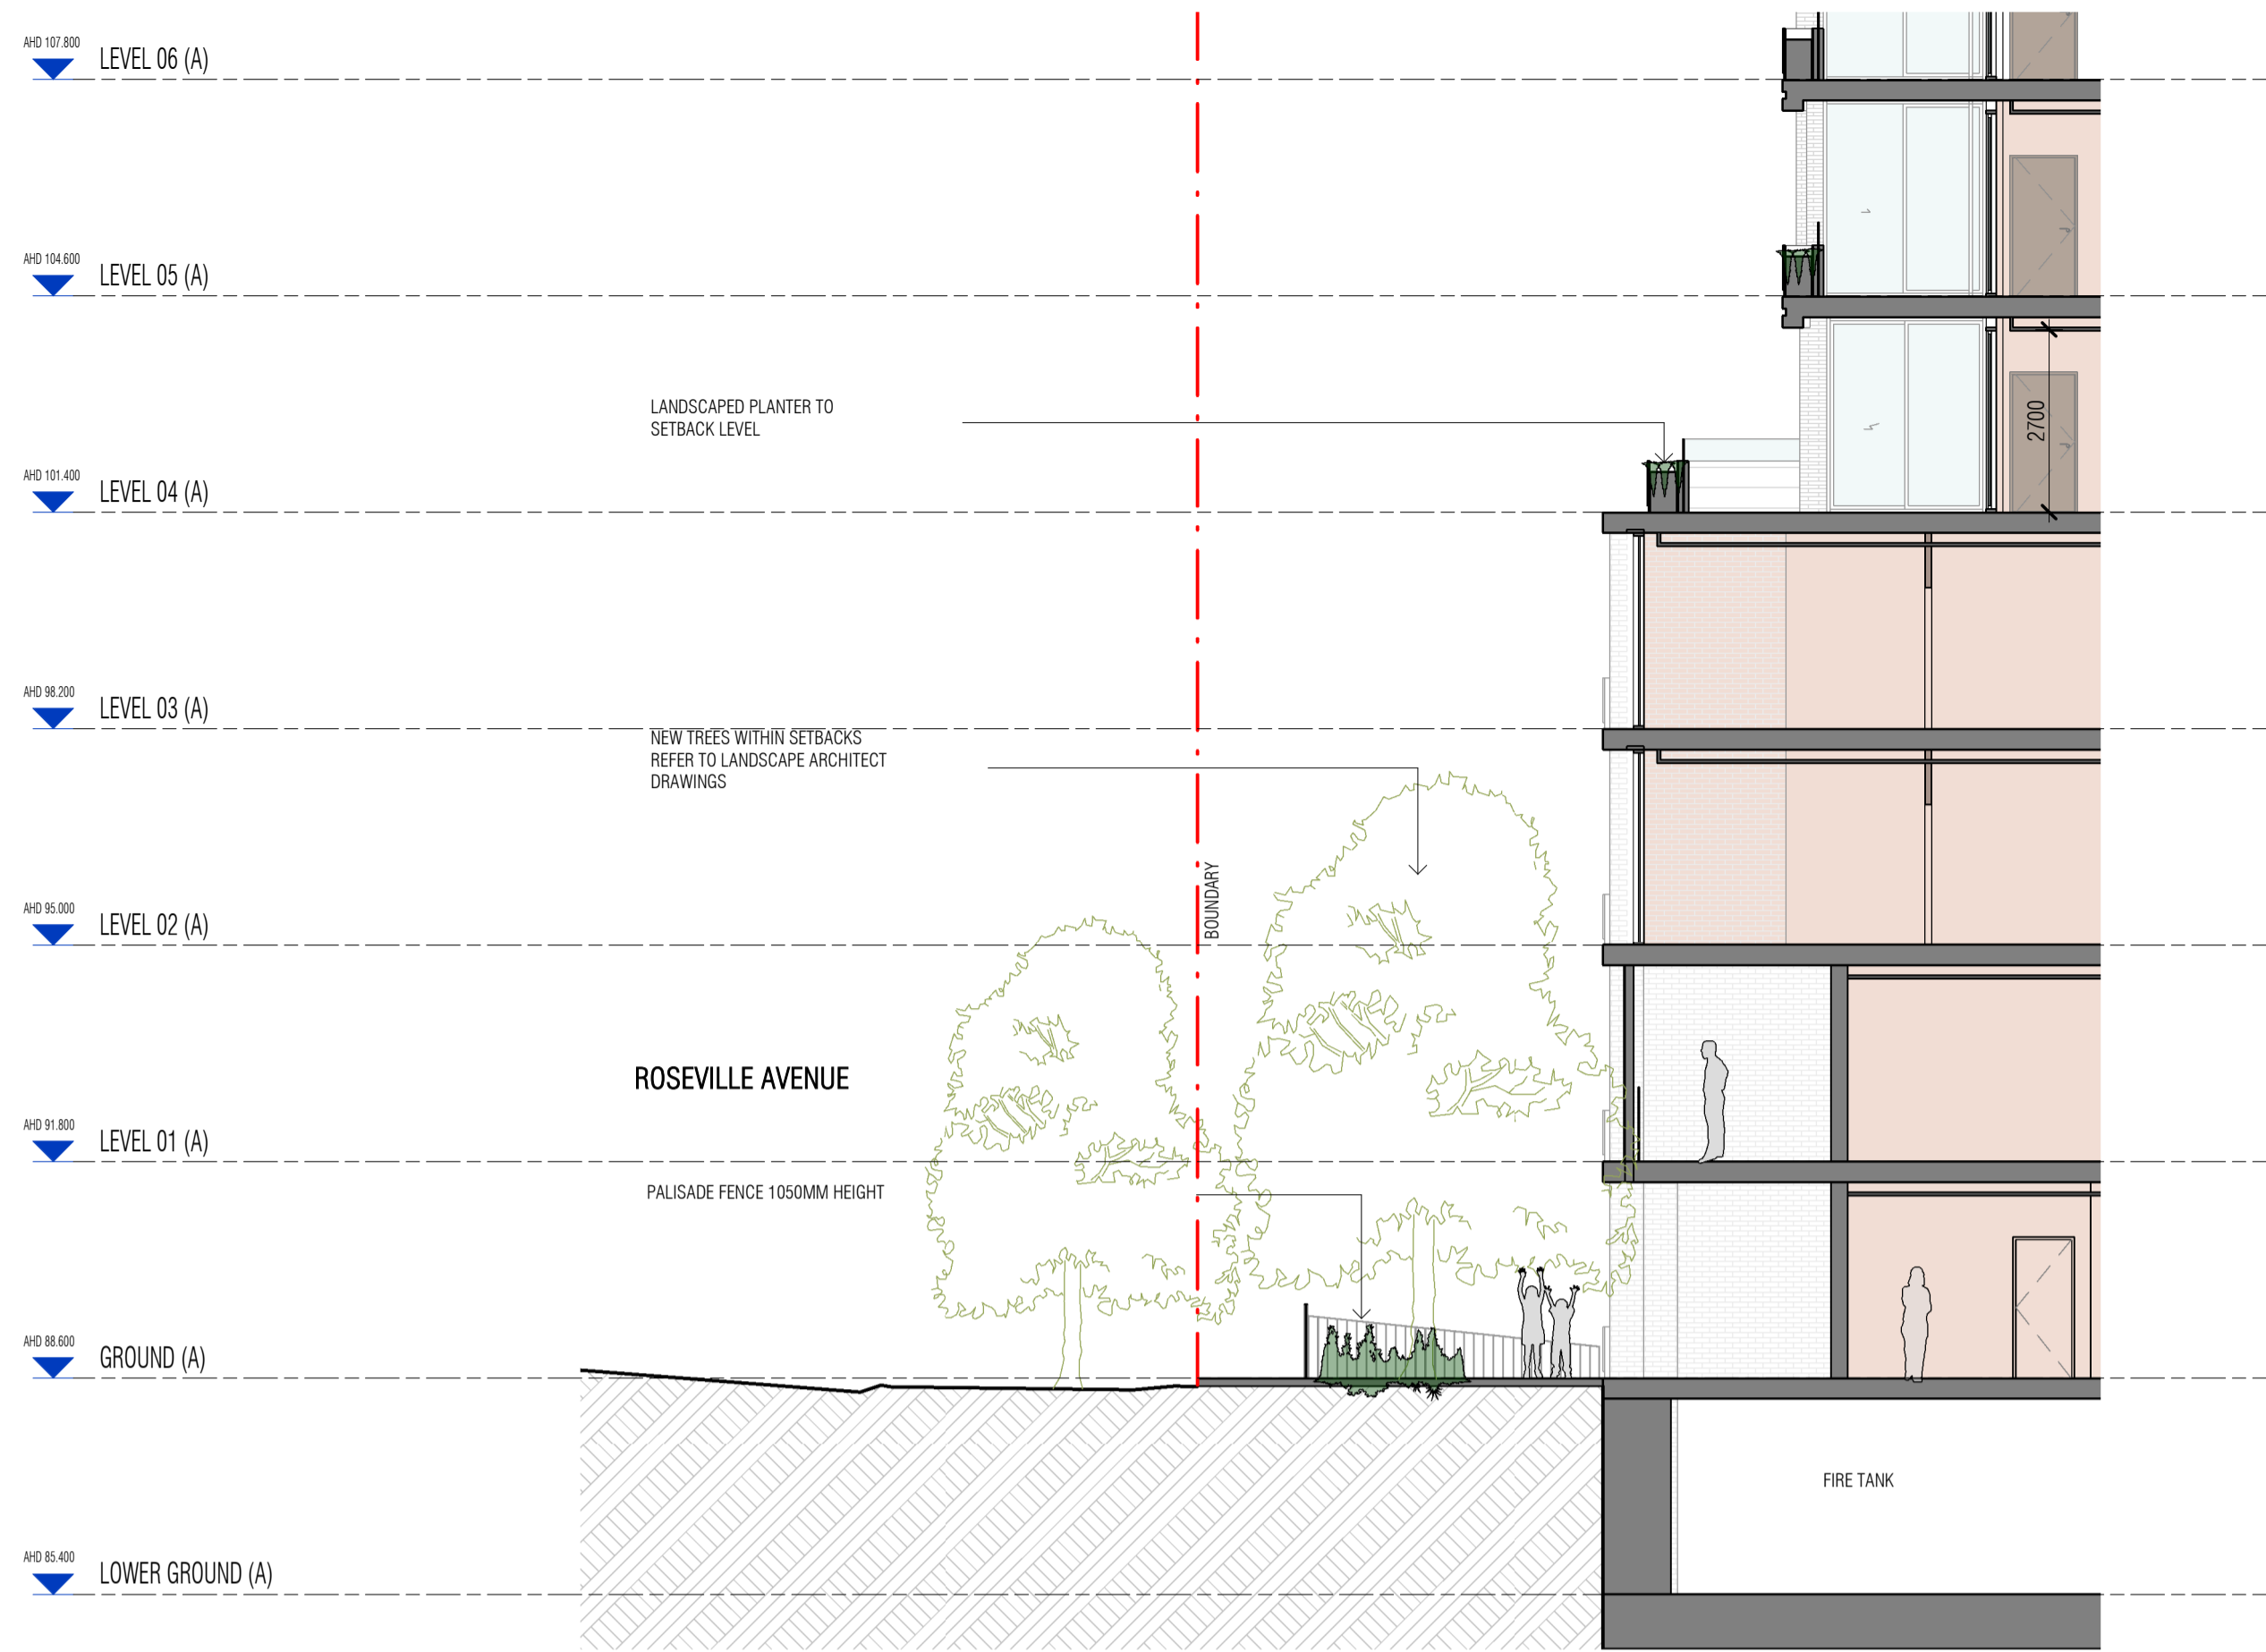 AHD 107.800
LEVEL 06 (A)
AHD 104.600
LEVEL 05 (A)
LANDSCAPED PLANTER TO
SETBACK LEVEL
2700
AHD 101.400
LEVEL 04 (A)
AHD 98.200
LEVEL 03 (A)
NEW TREES WITHIN SETBACKS
REFER TO LANDSCAPE ARCHITECT
DRAWINGS
BOUNDARY
AHD 95.000
LEVEL 02 (A)
ROSEVILLE AVENUE
AHD 91.800
LEVEL 01 (A)
PALISADE FENCE 1050MM HEIGHT
AHD 88.600
GROUND (A)
FIRE TANK
AHD 85.400
LOWER GROUND (A)